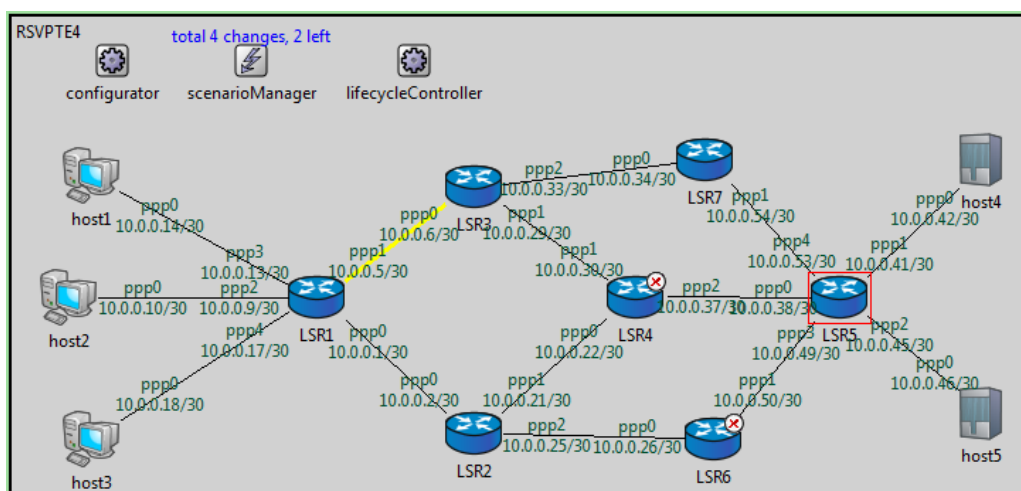 RSVPTE4
total 4 changes, 2 left
configurator
scenarioManager
lifecycleController
host1
ppp0
10.0.0.14/30
ppp3
10.0.0.13/30
host2
ppp0
10.0.0.10/30
ppp2
10.0.0.9/30
host3
ppp0
10.0.0.18/30
ppp4
10.0.0.17/30
LSR1
ppp1
10.0.0.5/30
ppp0
10.0.0.6/30
ppp0
10.0.0.1/30
ppp0
10.0.0.2/30
LSR3
ppp2
10.0.0.33/30
ppp0
10.0.0.34/30
LSR7
ppp1
10.0.0.29/30
ppp1
10.0.0.30/30
LSR4
ppp0
10.0.0.22/30
ppp1
10.0.0.21/30
LSR2
ppp2
10.0.0.25/30
ppp0
10.0.0.26/30
LSR6
ppp2
10.0.0.37/30
ppp0
10.0.0.38/30
ppp1
10.0.0.54/30
ppp4
10.0.0.53/30
LSR5
ppp3
10.0.0.49/30
ppp1
10.0.0.50/30
ppp0
10.0.0.42/30
ppp1
10.0.0.41/30
host4
ppp2
10.0.0.45/30
ppp0
10.0.0.46/30
host5